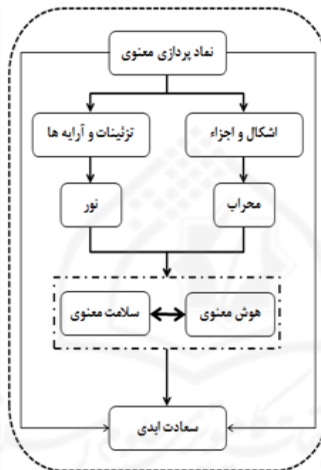 نماد پردازی معنوی
اشکال و اجزاء
تزئینات و آرایه ها
محراب
نور
هوش معنوی
سلامت معنوی
سعادت ابدی